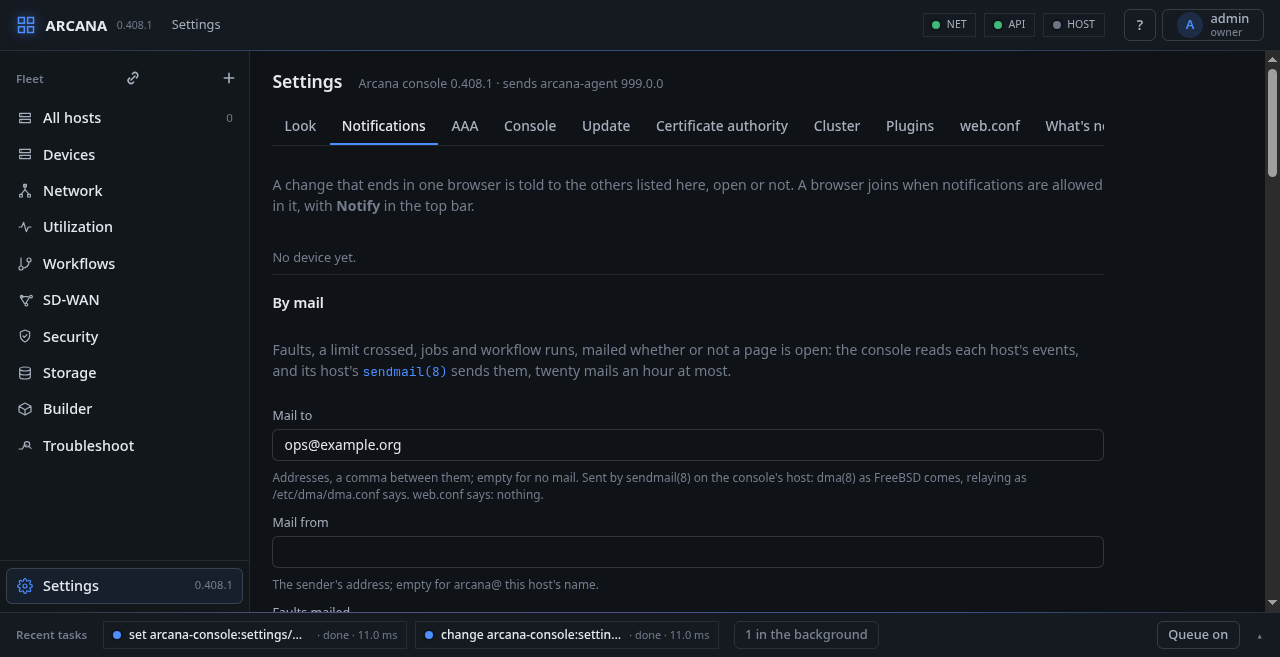 ARCANA 0.408.1 Settings NET API HOST ? A admin owner
Fleet
All hosts 0
Devices
Network
Utilization
Workflows
SD-WAN
Security
Storage
Builder
Troubleshoot
Settings 0.408.1
Settings Arcana console 0.408.1 · sends arcana-agent 999.0.0
Look Notifications AAA Console Update Certificate authority Cluster Plugins web.conf What's ne
A change that ends in one browser is told to the others listed here, open or not. A browser joins when notifications are allowed
in it, with Notify in the top bar.
No device yet.
By mail
Faults, a limit crossed, jobs and workflow runs, mailed whether or not a page is open: the console reads each host's events,
and its host's sendmail(8) sends them, twenty mails an hour at most.
Mail to
ops@example.org
Addresses, a comma between them; empty for no mail. Sent by sendmail(8) on the console's host: dma(8) as FreeBSD comes, relaying as
/etc/dma/dma.conf says. web.conf says: nothing.
Mail from
The sender's address; empty for arcana@ this host's name.
Faults mailed
Recent tasks set arcana-console:settings/... · done · 11.0 ms change arcana-console:settin... · done · 11.0 ms 1 in the background Queue on